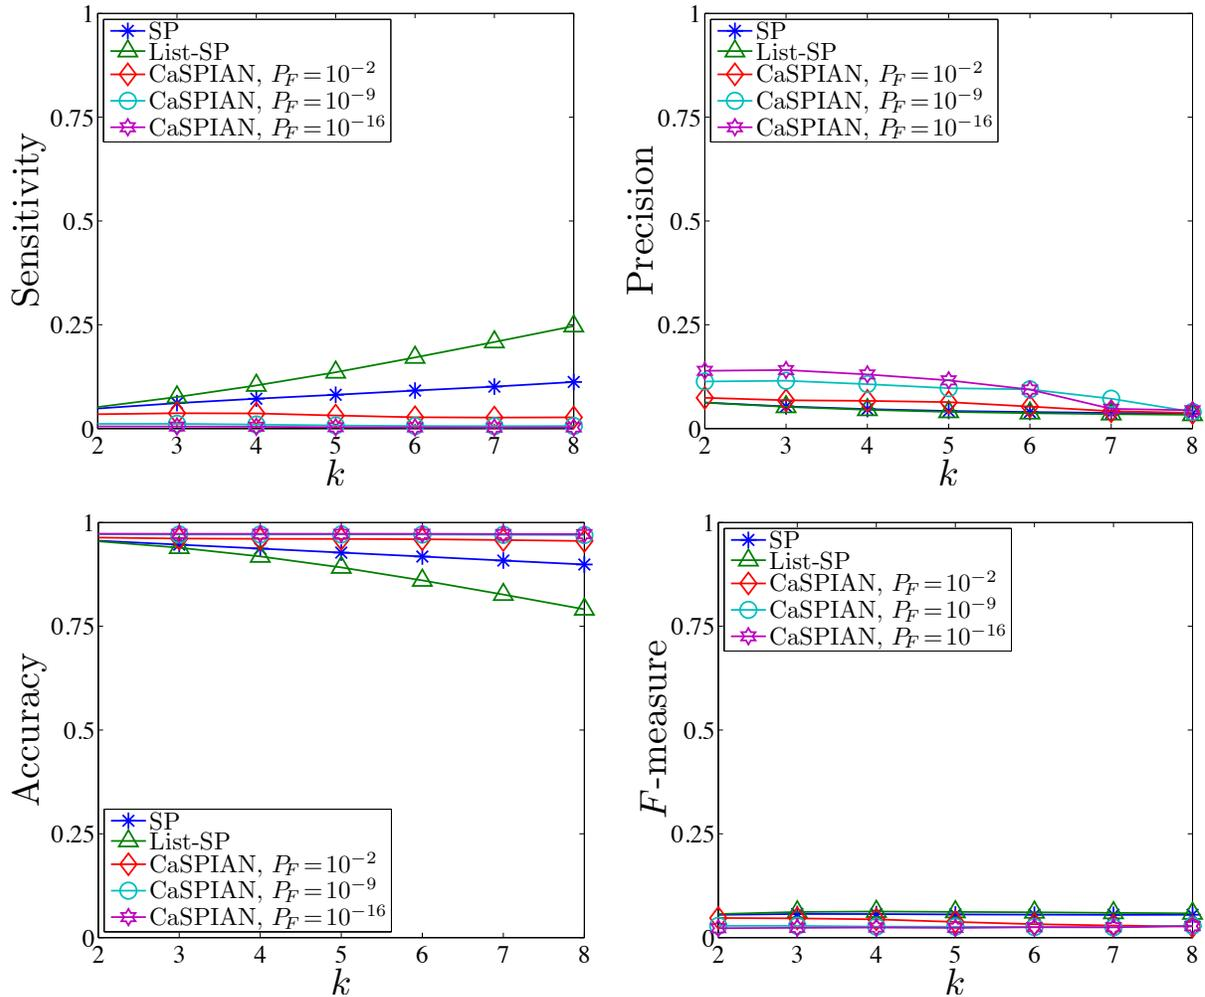 1
0.75
0.5
0.25
0
Sensitivity
SP
List-SP
CaSPIAN, P_F = 10^{-2}
CaSPIAN, P_F = 10^{-9}
CaSPIAN, P_F = 10^{-16}
2 3 4 5 6 7 8
k
1
0.75
0.5
0.25
0
Precision
SP
List-SP
CaSPIAN, P_F = 10^{-2}
CaSPIAN, P_F = 10^{-9}
CaSPIAN, P_F = 10^{-16}
2 3 4 5 6 7 8
k
1
0.75
0.5
0.25
0
Accuracy
SP
List-SP
CaSPIAN, P_F = 10^{-2}
CaSPIAN, P_F = 10^{-9}
CaSPIAN, P_F = 10^{-16}
2 3 4 5 6 7 8
k
1
0.75
0.5
0.25
0
F-measure
SP
List-SP
CaSPIAN, P_F = 10^{-2}
CaSPIAN, P_F = 10^{-9}
CaSPIAN, P_F = 10^{-16}
2 3 4 5 6 7 8
k